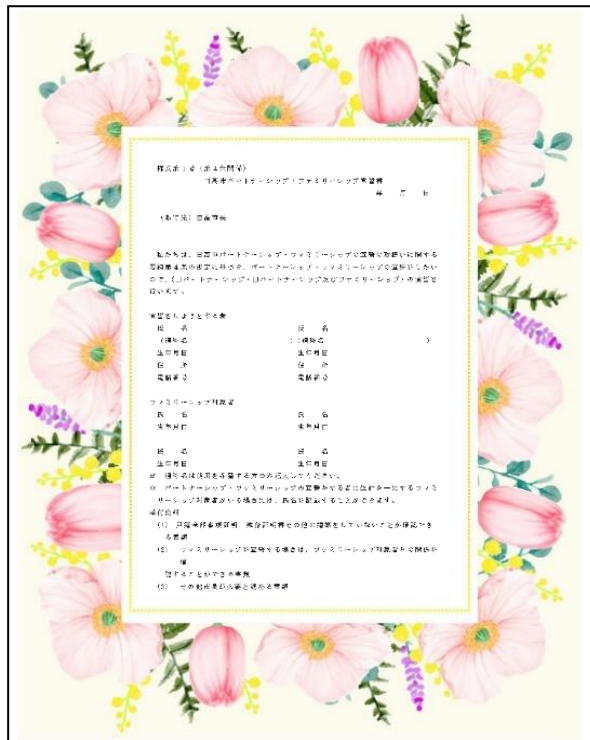 様式第1号（第4条関係）
日高市パートナーシップ・ファミリーシップ宣誓書
年　月　日
（あて先）日高市長
私たちは、日高市パートナーシップ・ファミリーシップの宣誓の取扱いに関する
要綱第4条の規定に基づき、パートナーシップ・ファミリーシップの宣誓をしたい
ので、（□パートナーシップ・□パートナーシップ及びファミリーシップ）の宣誓を
行います。
宣誓をしようとする者
氏　名　氏　名
（通称名　）（通称名　）
生年月日　生年月日
住　所　住　所
電話番号　電話番号
ファミリーシップ対象者
氏　名　氏　名
生年月日　生年月日
氏　名　氏　名
生年月日　生年月日
※　通称名は使用を希望する方のみ記入してください。
※　パートナーシップ・ファミリーシップの宣誓をする者に生計を一にするファミ
リーシップ対象者がいる場合には、氏名を記載することができます。
添付資料
(1)　戸籍全部事項証明、独身証明書その他に婚姻をしていないことが確認でき
る書類
(2)　ファミリーシップを宣誓する場合は、ファミリーシップ対象者との関係を
確
認することができる書類
(3)　その他市長が必要と認める書類